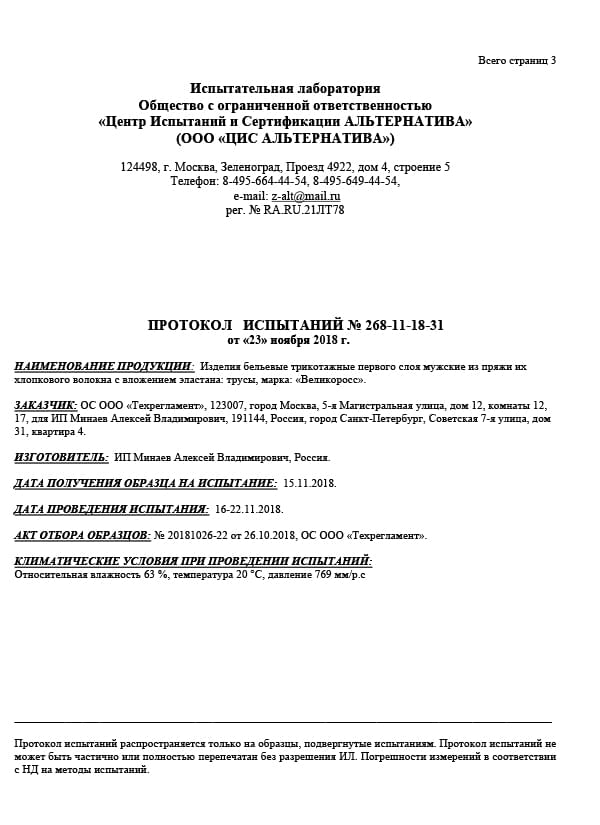 Всего страниц 3
Испытательная лаборатория
Общество с ограниченной ответственностью
«Центр Испытаний и Сертификации АЛЬТЕРНАТИВА»
(ООО «ЦИС АЛЬТЕРНАТИВА»)
124498, г. Москва, Зеленоград, Проезд 4922, дом 4, строение 5
Телефон: 8-495-664-44-54, 8-495-649-44-54,
e-mail: z-alt@mail.ru
рег. № RA.RU.21ЛТ78
ПРОТОКОЛ ИСПЫТАНИЙ № 268-11-18-31
от «23» ноября 2018 г.
НАИМЕНОВАНИЕ ПРОДУКЦИИ: Изделия бельевые трикотажные первого слоя мужские из пряжи их
хлопкового волокна с вложением эластана: трусы, марка: «Великоросс».
ЗАКАЗЧИК: ОС ООО «Техрегламент», 123007, город Москва, 5-я Магистральная улица, дом 12, комнаты 12,
17, для ИП Минаев Алексей Владимирович, 191144, Россия, город Санкт-Петербург, Советская 7-я улица, дом
31, квартира 4.
ИЗГОТОВИТЕЛЬ: ИП Минаев Алексей Владимирович, Россия.
ДАТА ПОЛУЧЕНИЯ ОБРАЗЦА НА ИСПЫТАНИЕ: 15.11.2018.
ДАТА ПРОВЕДЕНИЯ ИСПЫТАНИЯ: 16-22.11.2018.
АКТ ОТБОРА ОБРАЗЦОВ: № 20181026-22 от 26.10.2018, ОС ООО «Техрегламент».
КЛИМАТИЧЕСКИЕ УСЛОВИЯ ПРИ ПРОВЕДЕНИИ ИСПЫТАНИЙ:
Относительная влажность 63 %, температура 20 °С, давление 769 мм/р.с
Протокол испытаний распространяется только на образцы, подвергнутые испытаниям. Протокол испытаний не
может быть частично или полностью перепечатан без разрешения ИЛ. Погрешности измерений в соответствии
с НД на методы испытаний.